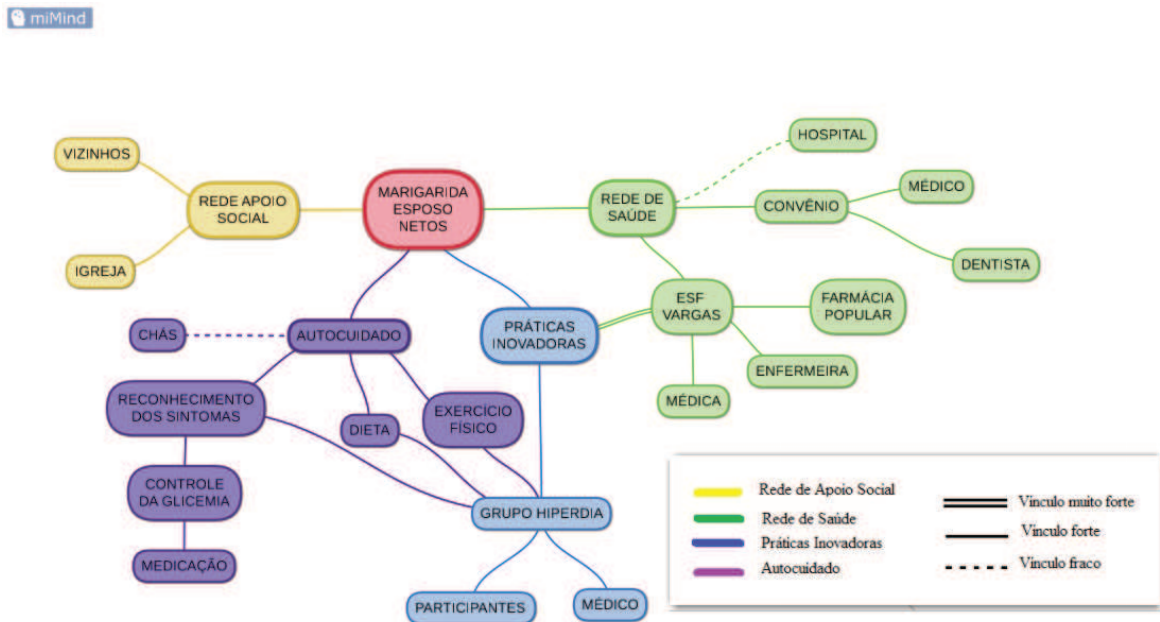 miMind
VIZINHOS
REDE APOIO
SOCIAL
IGREJA
MARIGARIDA
ESPOSO
NETOS
REDE DE
SAÚDE
HOSPITAL
CONVÊNIO
MÉDICO
DENTISTA
ESF
VARGAS
FARMÁCIA
POPULAR
ENFERMEIRA
MÉDICA
PRÁTICAS
INOVADORAS
CHÁS
AUTOCUIDADO
RECONHECIMENTO
DOS SINTOMAS
DIETA
EXERCÍCIO
FÍSICO
CONTROLE
DA GLICEMIA
MEDICAÇÃO
GRUPO HIPERDIA
PARTICIPANTES
MÉDICO
Rede de Apoio Social
Rede de Saúde
Práticas Inovadoras
Autocuidado
Vínculo muito forte
Vínculo forte
Vínculo fraco